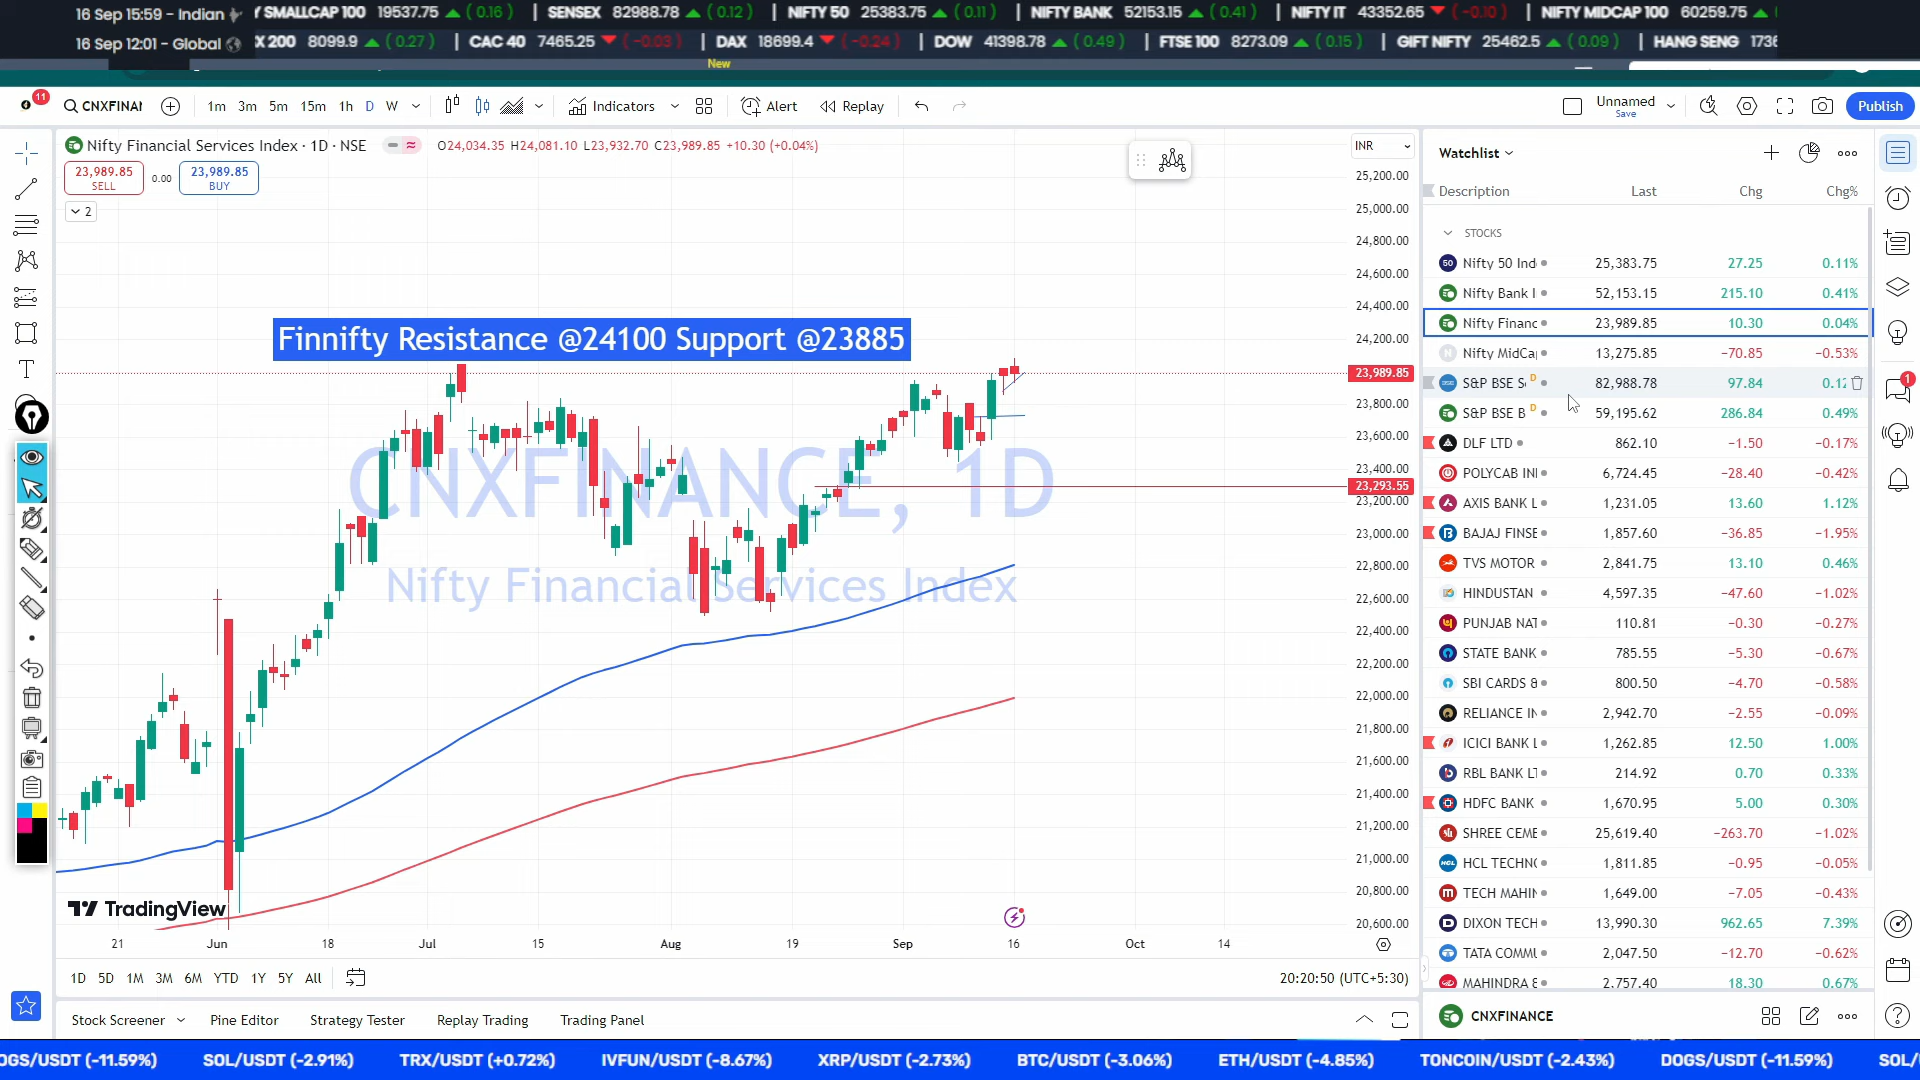 16 Sep 15:59 - Indian
Y SMALLCAP 100 19537.75 ( 0.16 ) | SENSEX 82988.78 ( 0.12 ) | NIFTY 50 25383.75 ( 0.11 ) | NIFTY BANK 52153.15 ( 0.41 ) | NIFTY IT 43352.65 ( -0.10 ) | NIFTY MIDCAP 100 60259.75
16 Sep 12:01 - Global
X 200 8099.9 ( 0.27 ) | CAC 40 7465.25 ( -0.03 ) | DAX 18699.4 ( -0.24 ) | DOW 41398.78 ( 0.49 ) | FTSE 100 8273.09 ( 0.15 ) | GIFT NIFTY 25462.5 ( 0.09 ) | HANG SENG 1736
New
11
CNXFINAN 1m 3m 5m 15m 1h D W Indicators Alert Replay Unnamed Save Publish
Nifty Financial Services Index · 1D · NSE O24,034.35 H24,081.10 L23,932.70 C23,989.85 +10.30 (+0.04%)
23,989.85 SELL 0.00 23,989.85 BUY
2
INR
25,200.00
25,000.00
24,800.00
24,600.00
24,400.00
24,200.00
23,989.85
23,800.00
23,600.00
23,400.00
23,293.55
23,200.00
23,000.00
22,800.00
22,600.00
22,400.00
22,200.00
22,000.00
21,800.00
21,600.00
21,400.00
21,200.00
21,000.00
20,800.00
20,600.00
Finnifty Resistance @24100 Support @23885
CNXFINANCE, 1D
Nifty Financial Services Index
TradingView
21 Jun 18 Jul 15 Aug 19 Sep 16 Oct 14
1D 5D 1M 3M 6M YTD 1Y 5Y All
20:20:50 (UTC+5:30)
Stock Screener Pine Editor Strategy Tester Replay Trading Trading Panel
Watchlist
Description Last Chg Chg%
STOCKS
Nifty 50 Ind 25,383.75 27.25 0.11%
Nifty Bank I 52,153.15 215.10 0.41%
Nifty Financ 23,989.85 10.30 0.04%
Nifty MidCa 13,275.85 −70.85 −0.53%
S&P BSE S D 82,988.78 97.84 0.12
S&P BSE B D 59,195.62 286.84 0.49%
DLF LTD 862.10 −1.50 −0.17%
POLYCAB IN 6,724.45 −28.40 −0.42%
AXIS BANK L 1,231.05 13.60 1.12%
BAJAJ FINSE 1,857.60 −36.85 −1.95%
TVS MOTOR 2,841.75 13.10 0.46%
HINDUSTAN 4,597.35 −47.60 −1.02%
PUNJAB NAT 110.81 −0.30 −0.27%
STATE BANK 785.55 −5.30 −0.67%
SBI CARDS & 800.50 −4.70 −0.58%
RELIANCE IN 2,942.70 −2.55 −0.09%
ICICI BANK L 1,262.85 12.50 1.00%
RBL BANK LT 214.92 0.70 0.33%
HDFC BANK 1,670.95 5.00 0.30%
SHREE CEME 25,619.40 −263.70 −1.02%
HCL TECHNO 1,811.85 −0.95 −0.05%
TECH MAHIN 1,649.00 −7.05 −0.43%
DIXON TECH 13,990.30 962.65 7.39%
TATA COMMU 2,047.50 −12.70 −0.62%
MAHINDRA & 2,757.40 18.30 0.67%
CNXFINANCE
1
OGS/USDT (-11.59%) SOL/USDT (-2.91%) TRX/USDT (+0.72%) IVFUN/USDT (-8.67%) XRP/USDT (-2.73%) BTC/USDT (-3.06%) ETH/USDT (-4.85%) TONCOIN/USDT (-2.43%) DOGS/USDT (-11.59%) SOL/